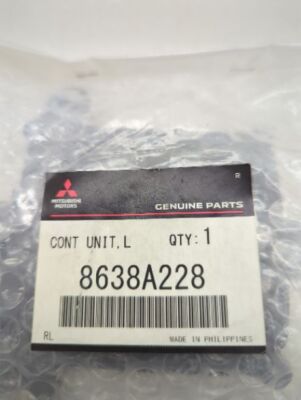 R
MITSUBISHI
MOTORS
GENUINE PARTS
CONT UNIT,L QTY:1
8638A228
RL MADE IN PHILIPPINES